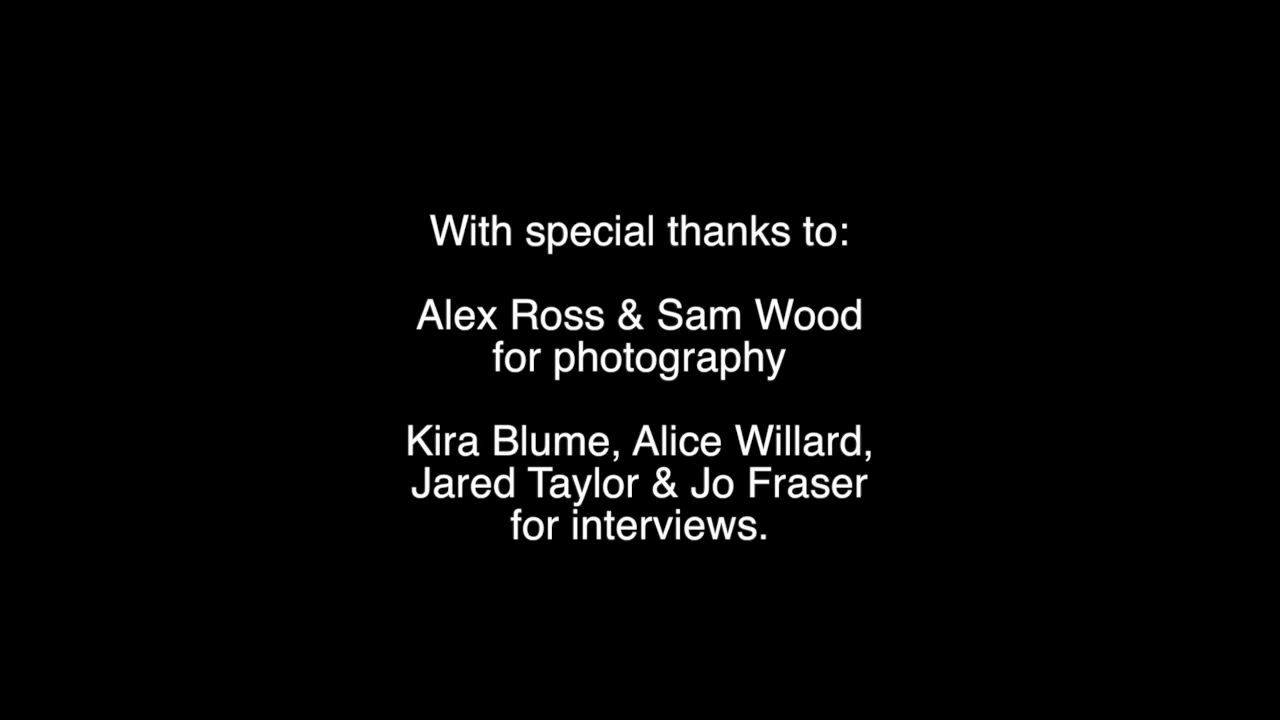 With special thanks to:
Alex Ross & Sam Wood
for photography
Kira Blume, Alice Willard,
Jared Taylor & Jo Fraser
for interviews.